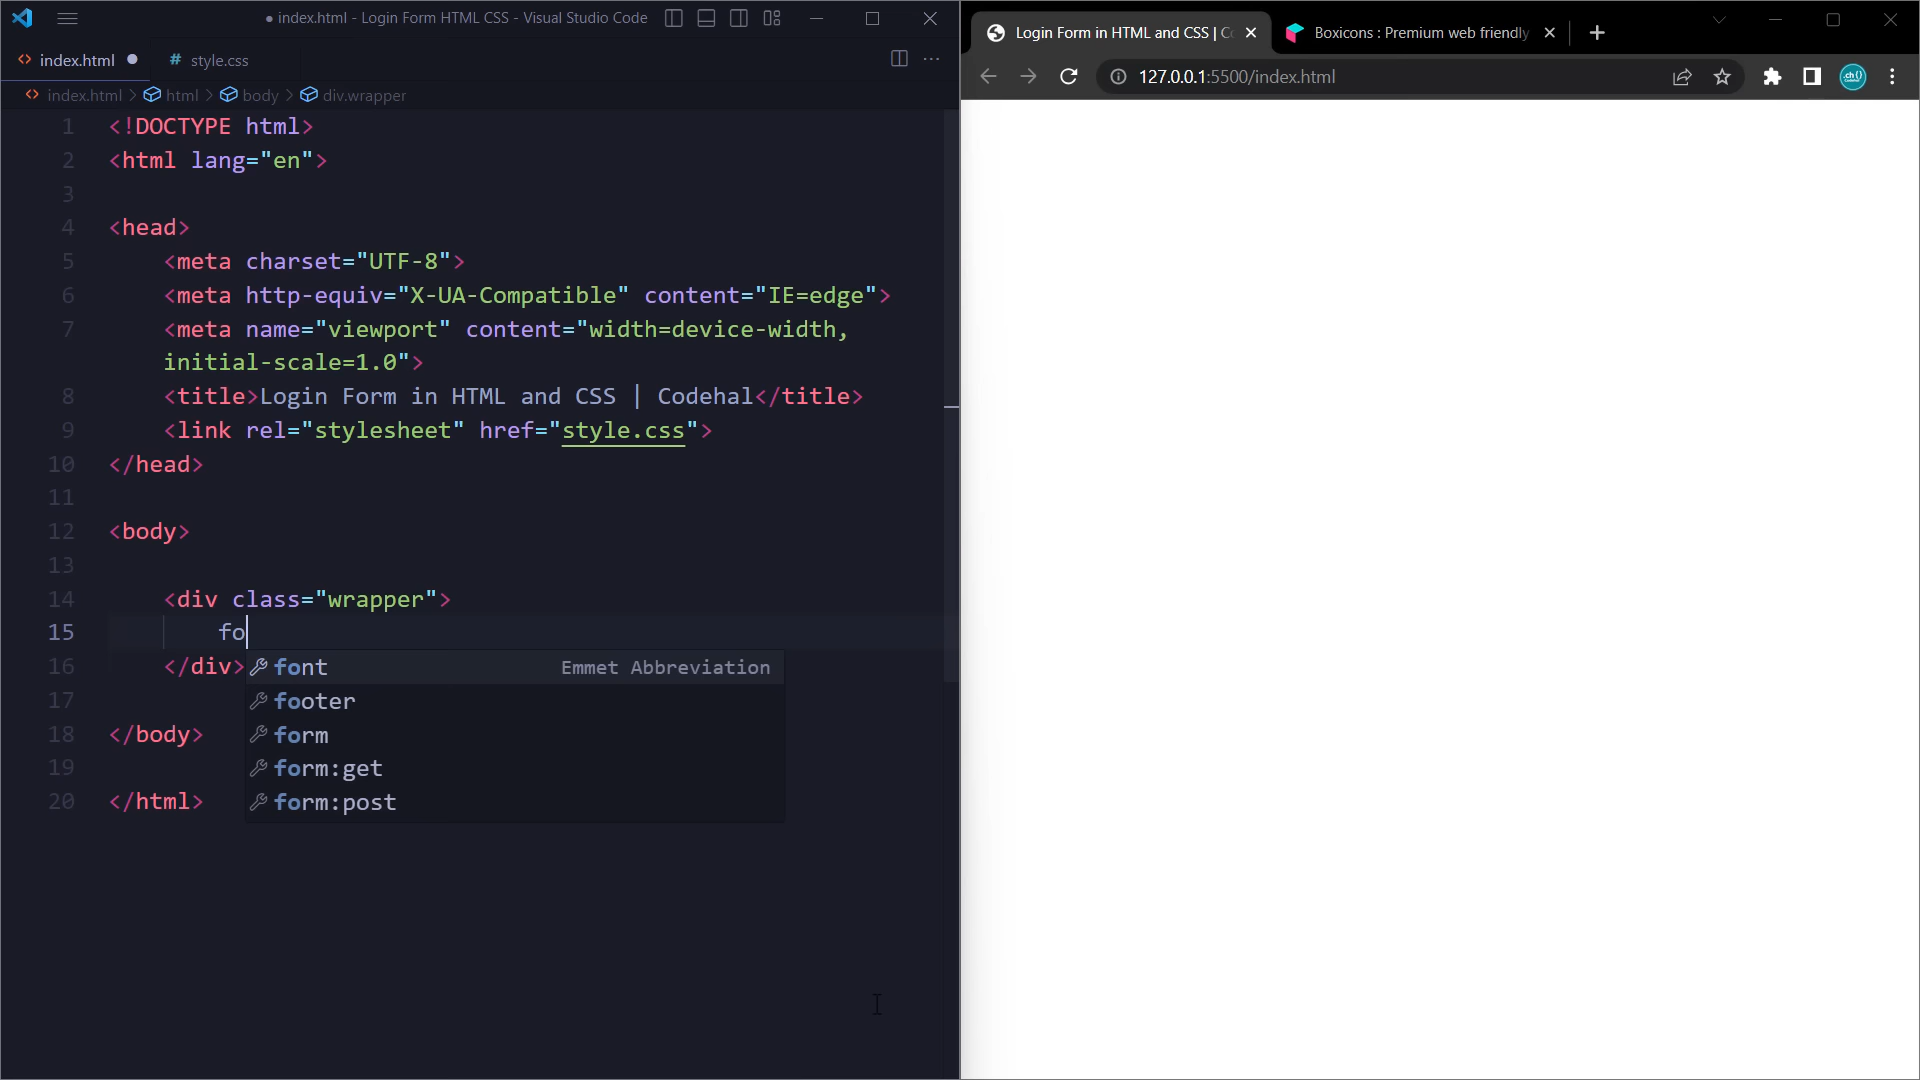 index.html - Login Form HTML CSS - Visual Studio Code
index.html
# style.css
index.html > html > body > div.wrapper
1 <!DOCTYPE html>
2 <html lang="en">
3
4 <head>
5 <meta charset="UTF-8">
6 <meta http-equiv="X-UA-Compatible" content="IE=edge">
7 <meta name="viewport" content="width=device-width,
initial-scale=1.0">
8 <title>Login Form in HTML and CSS | Codehal</title>
9 <link rel="stylesheet" href="style.css">
10 </head>
11
12 <body>
13
14 <div class="wrapper">
15 fo
16 </div>
17
18 </body>
19
20 </html>
font Emmet Abbreviation
footer
form
form:get
form:post
Login Form in HTML and CSS | C
Boxicons : Premium web friendly
127.0.0.1:5500/index.html